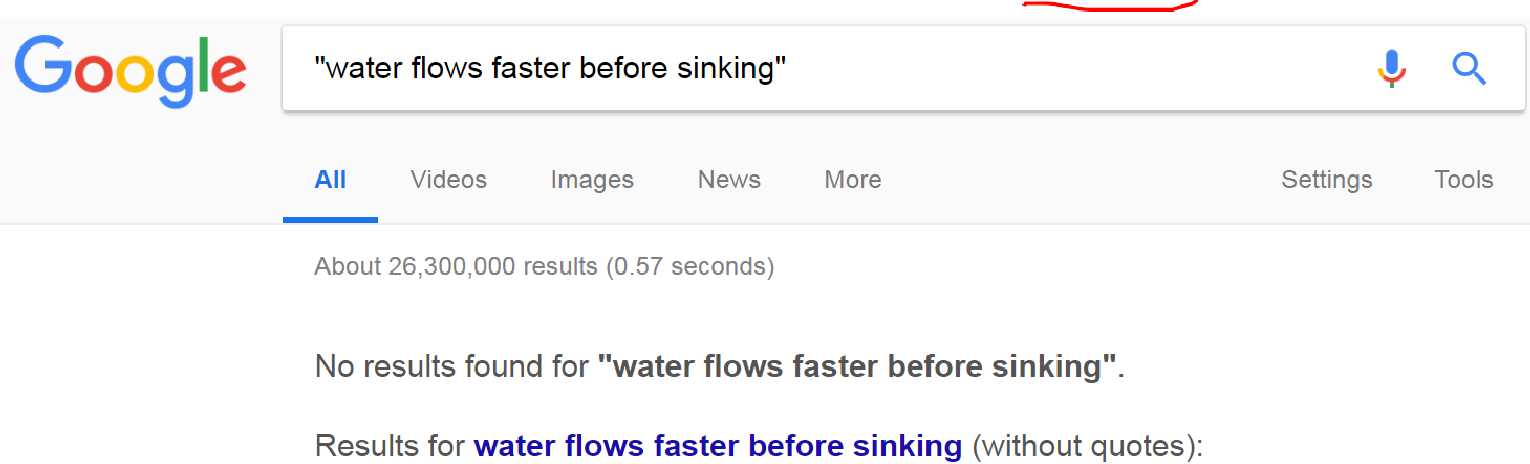 Google "water flows faster before sinking"
All Videos Images News More Settings Tools
About 26,300,000 results (0.57 seconds)
No results found for "water flows faster before sinking".
Results for water flows faster before sinking (without quotes):